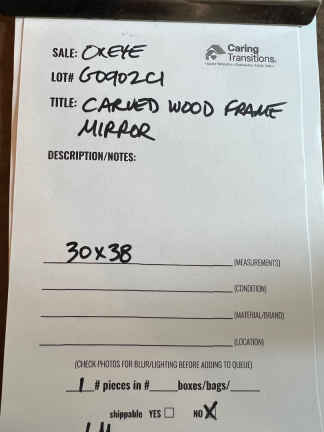 SALE: OXEYE
Caring Transitions.
LOT# G0902C1
TITLE: CARVED WOOD FRAME
MIRROR
DESCRIPTION/NOTES:
30x38 (MEASUREMENTS)
(CONDITION)
(MATERIAL/BRAND)
(LOCATION)
(CHECK PHOTOS FOR BLUR/LIGHTING BEFORE ADDING TO QUEUE)
1 # pieces in # boxes/bags/
shippable YES ☐ NO ☒